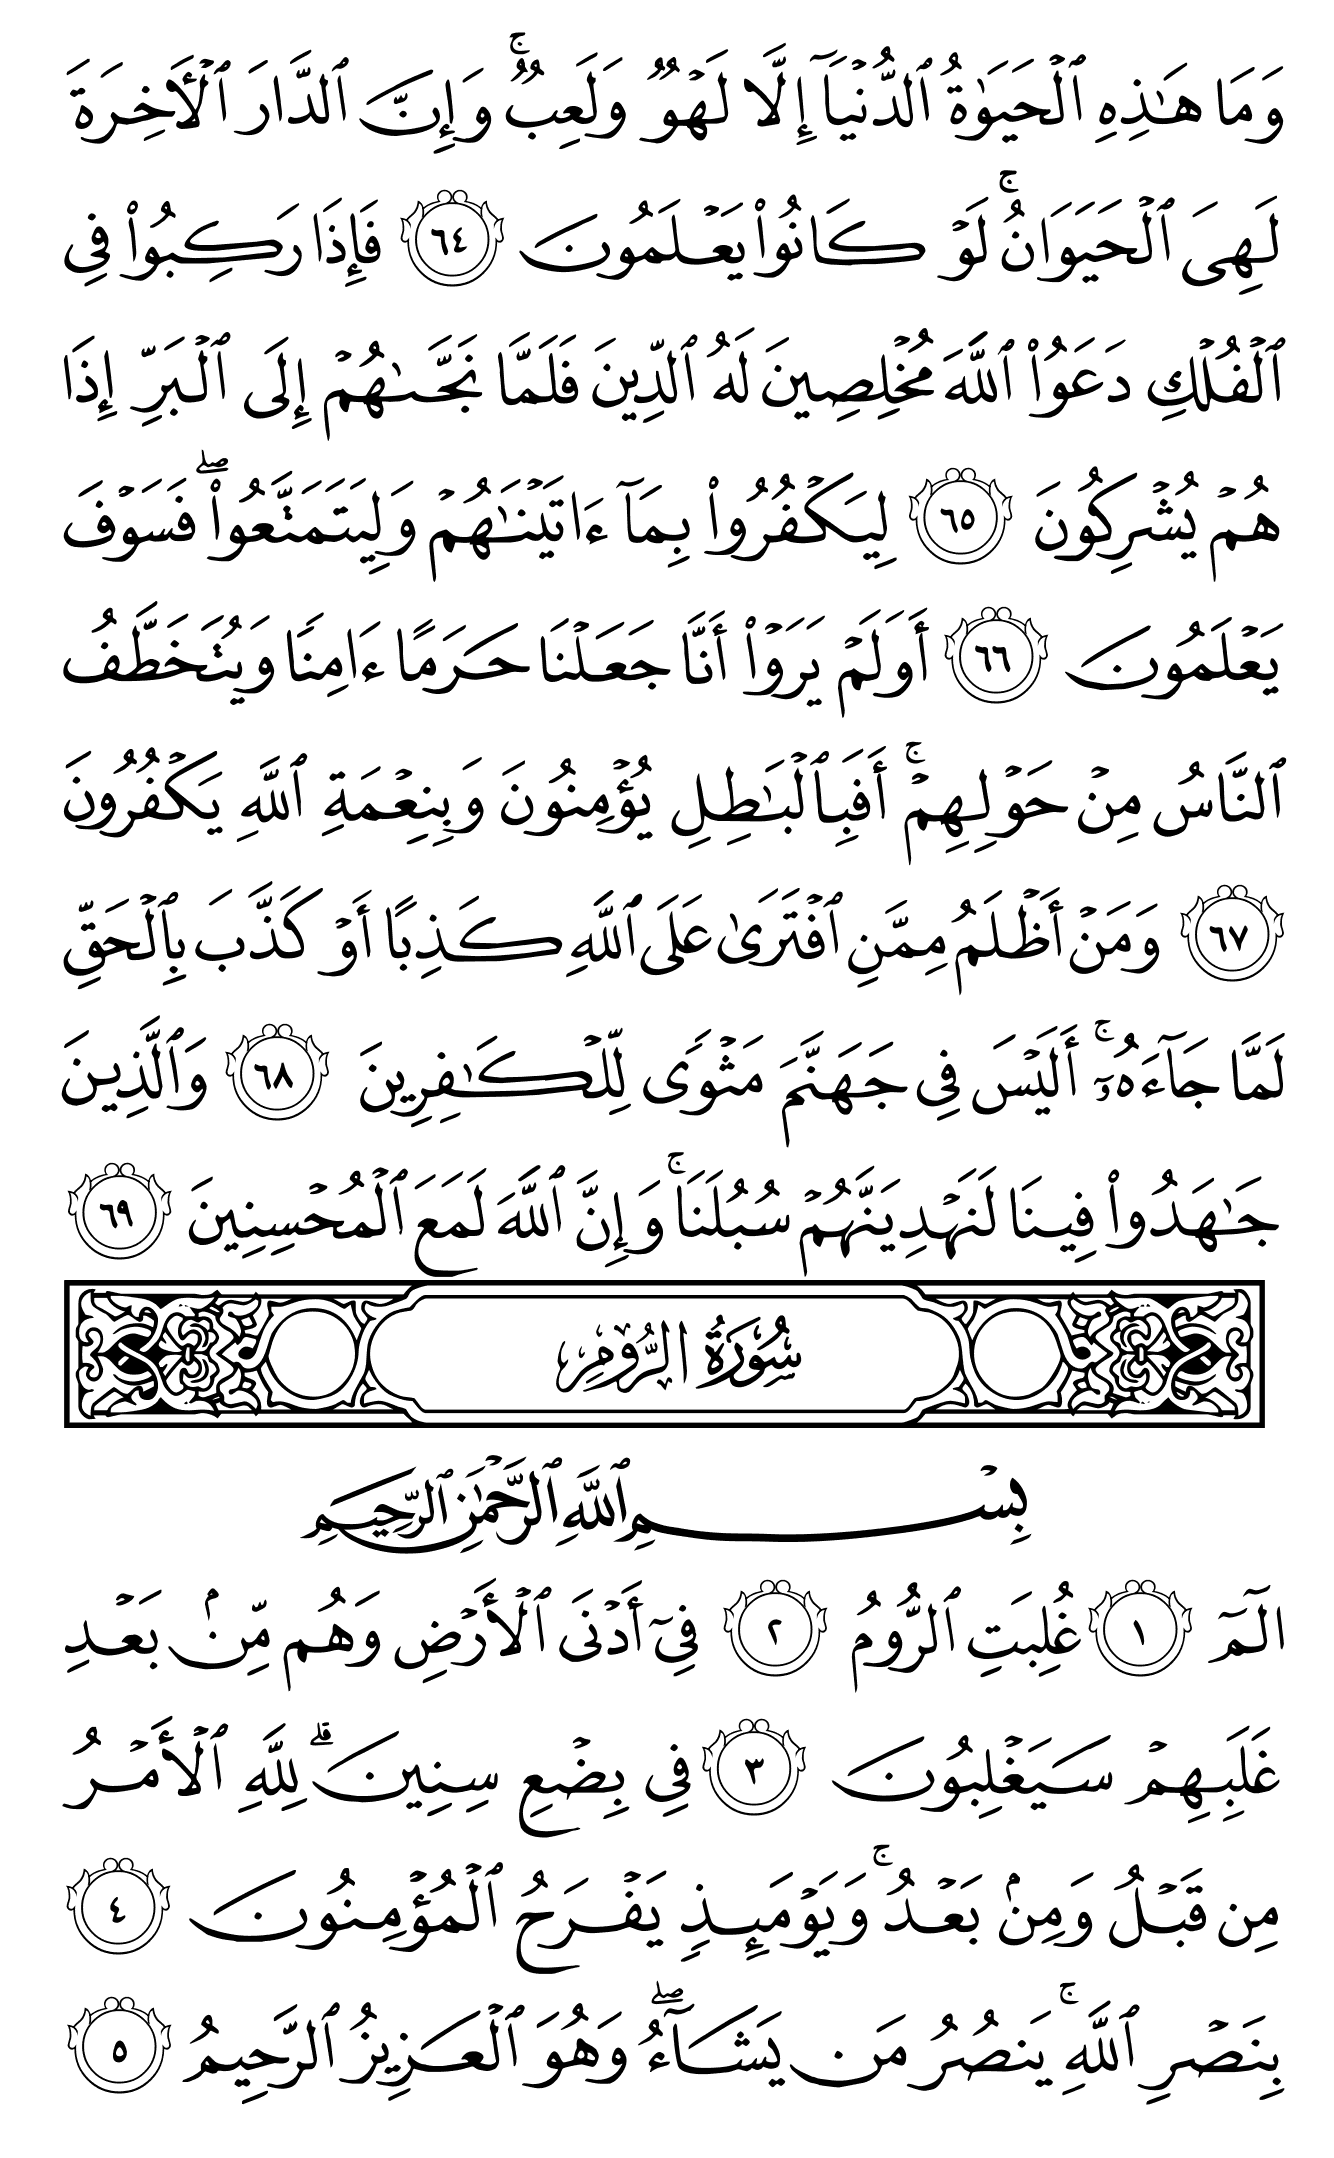 وَمَا هَٰذِهِ ٱلْحَيَوٰةُ ٱلدُّنْيَآ إِلَّا لَهْوٌ وَلَعِبٌ ۚ وَإِنَّ ٱلدَّارَ ٱلْأَخِرَةَ
لَهِىَ ٱلْحَيَوَانُ ۚ لَوْ كَانُوا۟ يَعْلَمُونَ ٦٤ فَإِذَا رَكِبُوا۟ فِى
ٱلْفُلْكِ دَعَوُا۟ ٱللَّهَ مُخْلِصِينَ لَهُ ٱلدِّينَ فَلَمَّا نَجَّىٰهُمْ إِلَى ٱلْبَرِّ إِذَا
هُمْ يُشْرِكُونَ ٦٥ لِيَكْفُرُوا۟ بِمَآ ءَاتَيْنَٰهُمْ وَلِيَتَمَتَّعُوا۟ ۖ فَسَوْفَ
يَعْلَمُونَ ٦٦ أَوَلَمْ يَرَوْا۟ أَنَّا جَعَلْنَا حَرَمًا ءَامِنًا وَيُتَخَطَّفُ
ٱلنَّاسُ مِنْ حَوْلِهِمْ ۚ أَفَبِٱلْبَٰطِلِ يُؤْمِنُونَ وَبِنِعْمَةِ ٱللَّهِ يَكْفُرُونَ
٦٧ وَمَنْ أَظْلَمُ مِمَّنِ ٱفْتَرَىٰ عَلَى ٱللَّهِ كَذِبًا أَوْ كَذَّبَ بِٱلْحَقِّ
لَمَّا جَآءَهُۥٓ ۚ أَلَيْسَ فِى جَهَنَّمَ مَثْوًى لِّلْكَٰفِرِينَ ٦٨ وَٱلَّذِينَ
جَٰهَدُوا۟ فِينَا لَنَهْدِيَنَّهُمْ سُبُلَنَا ۚ وَإِنَّ ٱللَّهَ لَمَعَ ٱلْمُحْسِنِينَ ٦٩
سُورَةُ الرُّومِ
بِسْمِ ٱللَّهِ ٱلرَّحْمَٰنِ ٱلرَّحِيمِ
الٓمٓ ١ غُلِبَتِ ٱلرُّومُ ٢ فِىٓ أَدْنَى ٱلْأَرْضِ وَهُم مِّنۢ بَعْدِ
غَلَبِهِمْ سَيَغْلِبُونَ ٣ فِى بِضْعِ سِنِينَ ۗ لِلَّهِ ٱلْأَمْرُ
مِن قَبْلُ وَمِنۢ بَعْدُ ۚ وَيَوْمَئِذٍ يَفْرَحُ ٱلْمُؤْمِنُونَ ٤
بِنَصْرِ ٱللَّهِ ۚ يَنصُرُ مَن يَشَآءُ ۖ وَهُوَ ٱلْعَزِيزُ ٱلرَّحِيمُ ٥